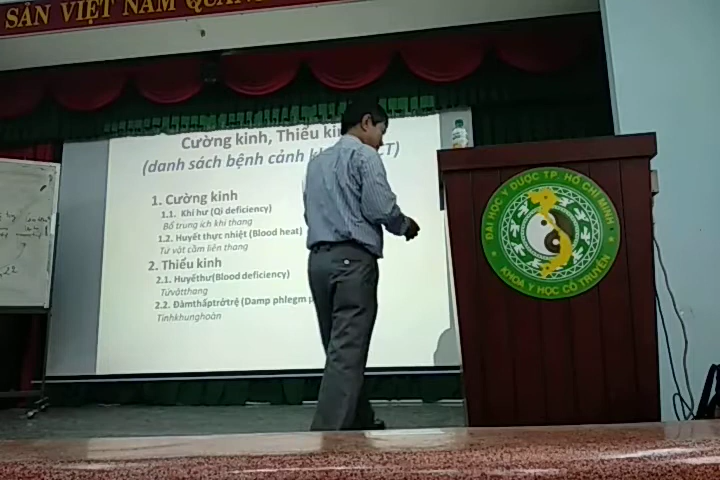 SẢN VIỆT NAM QUANG
Cường kinh, Thiểu
(danh sách bệnh cảnh
1. Cường kinh
1.1. Khí hư (Qi deficiency)
Bổ trung ích khí thang
1.2. Huyết thực nhiệt (Blood heat)
Tứ vật cầm liên thang
2. Thiểu kinh
2.1. Huyếthư(Blood deficiency)
Tứvậtthang
2.2. Đàmthấptrởtrệ (Damp phlegm
Tinhkhunghoàn
ĐẠI HỌC Y DƯỢC TP. HỒ CHÍ MINH
KHOA Y HỌC CỔ TRUYỀN